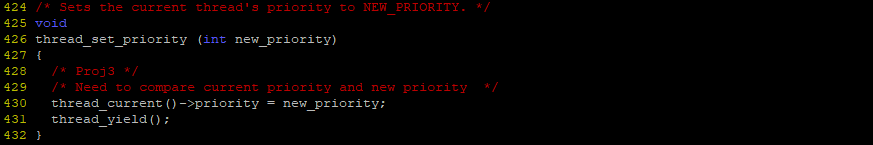 424 /* Sets the current thread's priority to NEW_PRIORITY. */
425 void
426 thread_set_priority (int new_priority)
427 {
428   /* Proj3 */
429   /* Need to compare current priority and new priority  */
430   thread_current()->priority = new_priority;
431   thread_yield();
432 }